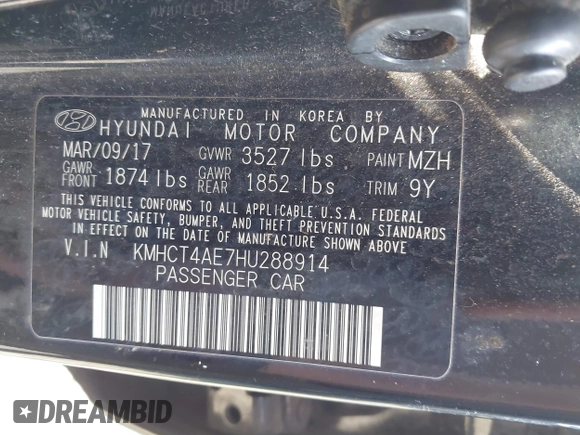 MANUFACTURED IN KOREA BY
HYUNDAI MOTOR COMPANY
MAR/09/17 GVWR 3527 lbs PAINT MZH
GAWR FRONT 1874 lbs GAWR REAR 1852 lbs TRIM 9Y
THIS VEHICLE CONFORMS TO ALL APPLICABLE U.S.A. FEDERAL
MOTOR VEHICLE SAFETY, BUMPER, AND THEFT PREVENTION STANDARDS
IN EFFECT ON THE DATE OF MANUFACTURE SHOWN ABOVE.
V.I.N KMHCT4AE7HU288914
PASSENGER CAR
DREAMBID